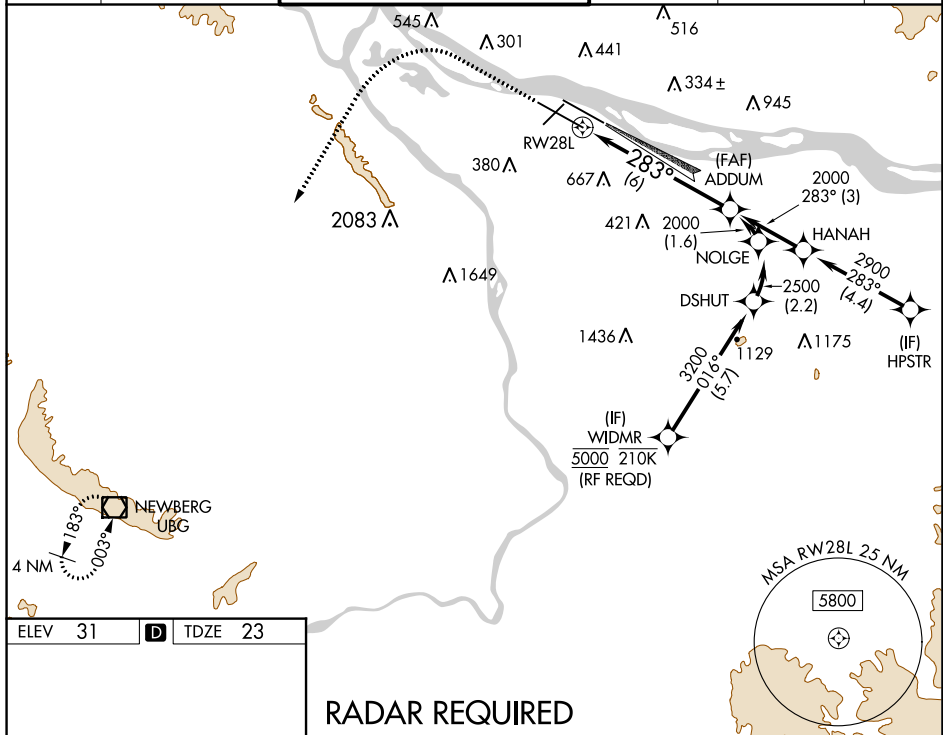 545
301
516
441
334±
945
RW28L
380
667
283°
(6)
(FAF)
ADDUM
2000
283° (3)
2083
421
2000
(1.6)
NOLGE
HANAH
1649
DSHUT
2500
(2.2)
2900
283°
(4.4)
(IF)
HPSTR
1436
1129
1175
3200
016°
(5.7)
(IF)
WIDMR
5000 210K
(RF REQD)
NEWBERG
UBG
183°
003°
4 NM
MSA RW28L 25 NM
5800
ELEV 31 D TDZE 23
RADAR REQUIRED